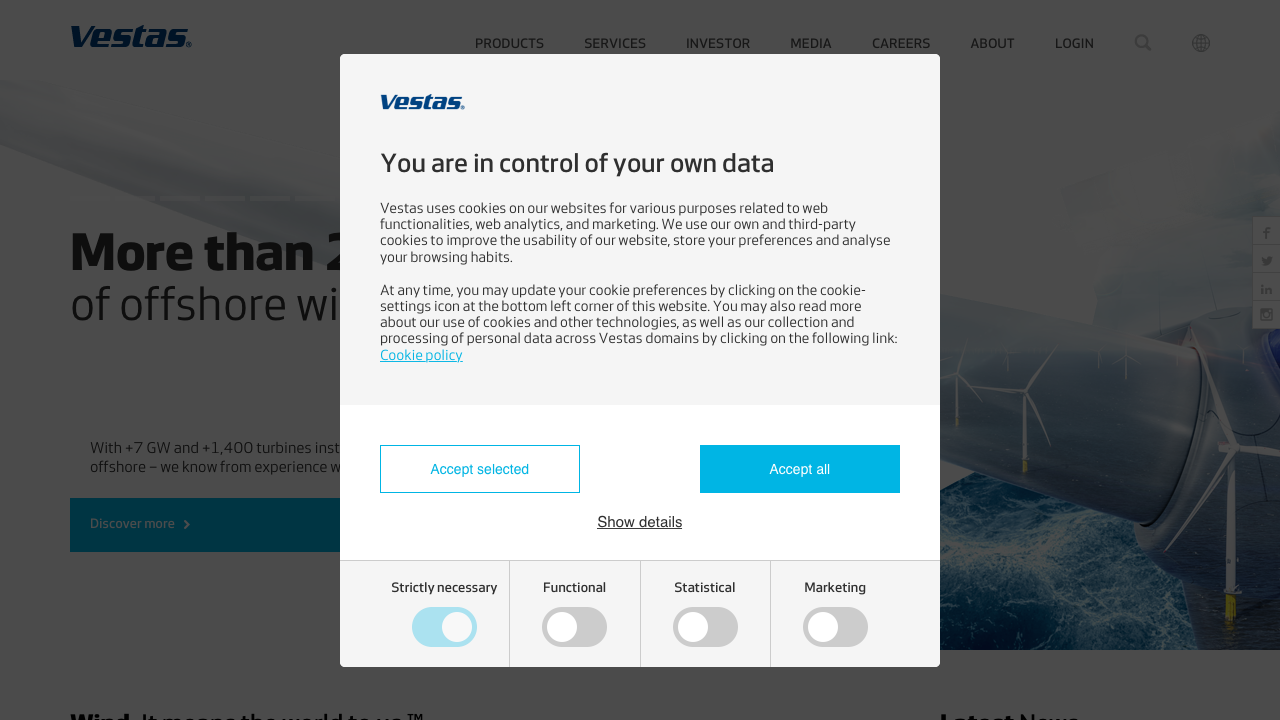 Vestas®
PRODUCTS SERVICES INVESTOR MEDIA CAREERS ABOUT LOGIN
Vestas®
You are in control of your own data
Vestas uses cookies on our websites for various purposes related to web
functionalities, web analytics, and marketing. We use our own and third-party
cookies to improve the usability of our website, store your preferences and analyse
your browsing habits.
At any time, you may update your cookie preferences by clicking on the cookie-
settings icon at the bottom left corner of this website. You may also read more
about our use of cookies and other technologies, as well as our collection and
processing of personal data across Vestas domains by clicking on the following link:
Cookie policy
Accept selected
Accept all
Show details
Strictly necessary
Functional
Statistical
Marketing
More than
of offshore wi
With +7 GW and +1,400 turbines inst
offshore – we know from experience w
Discover more
Wind. It means the world to us.™
Latest News